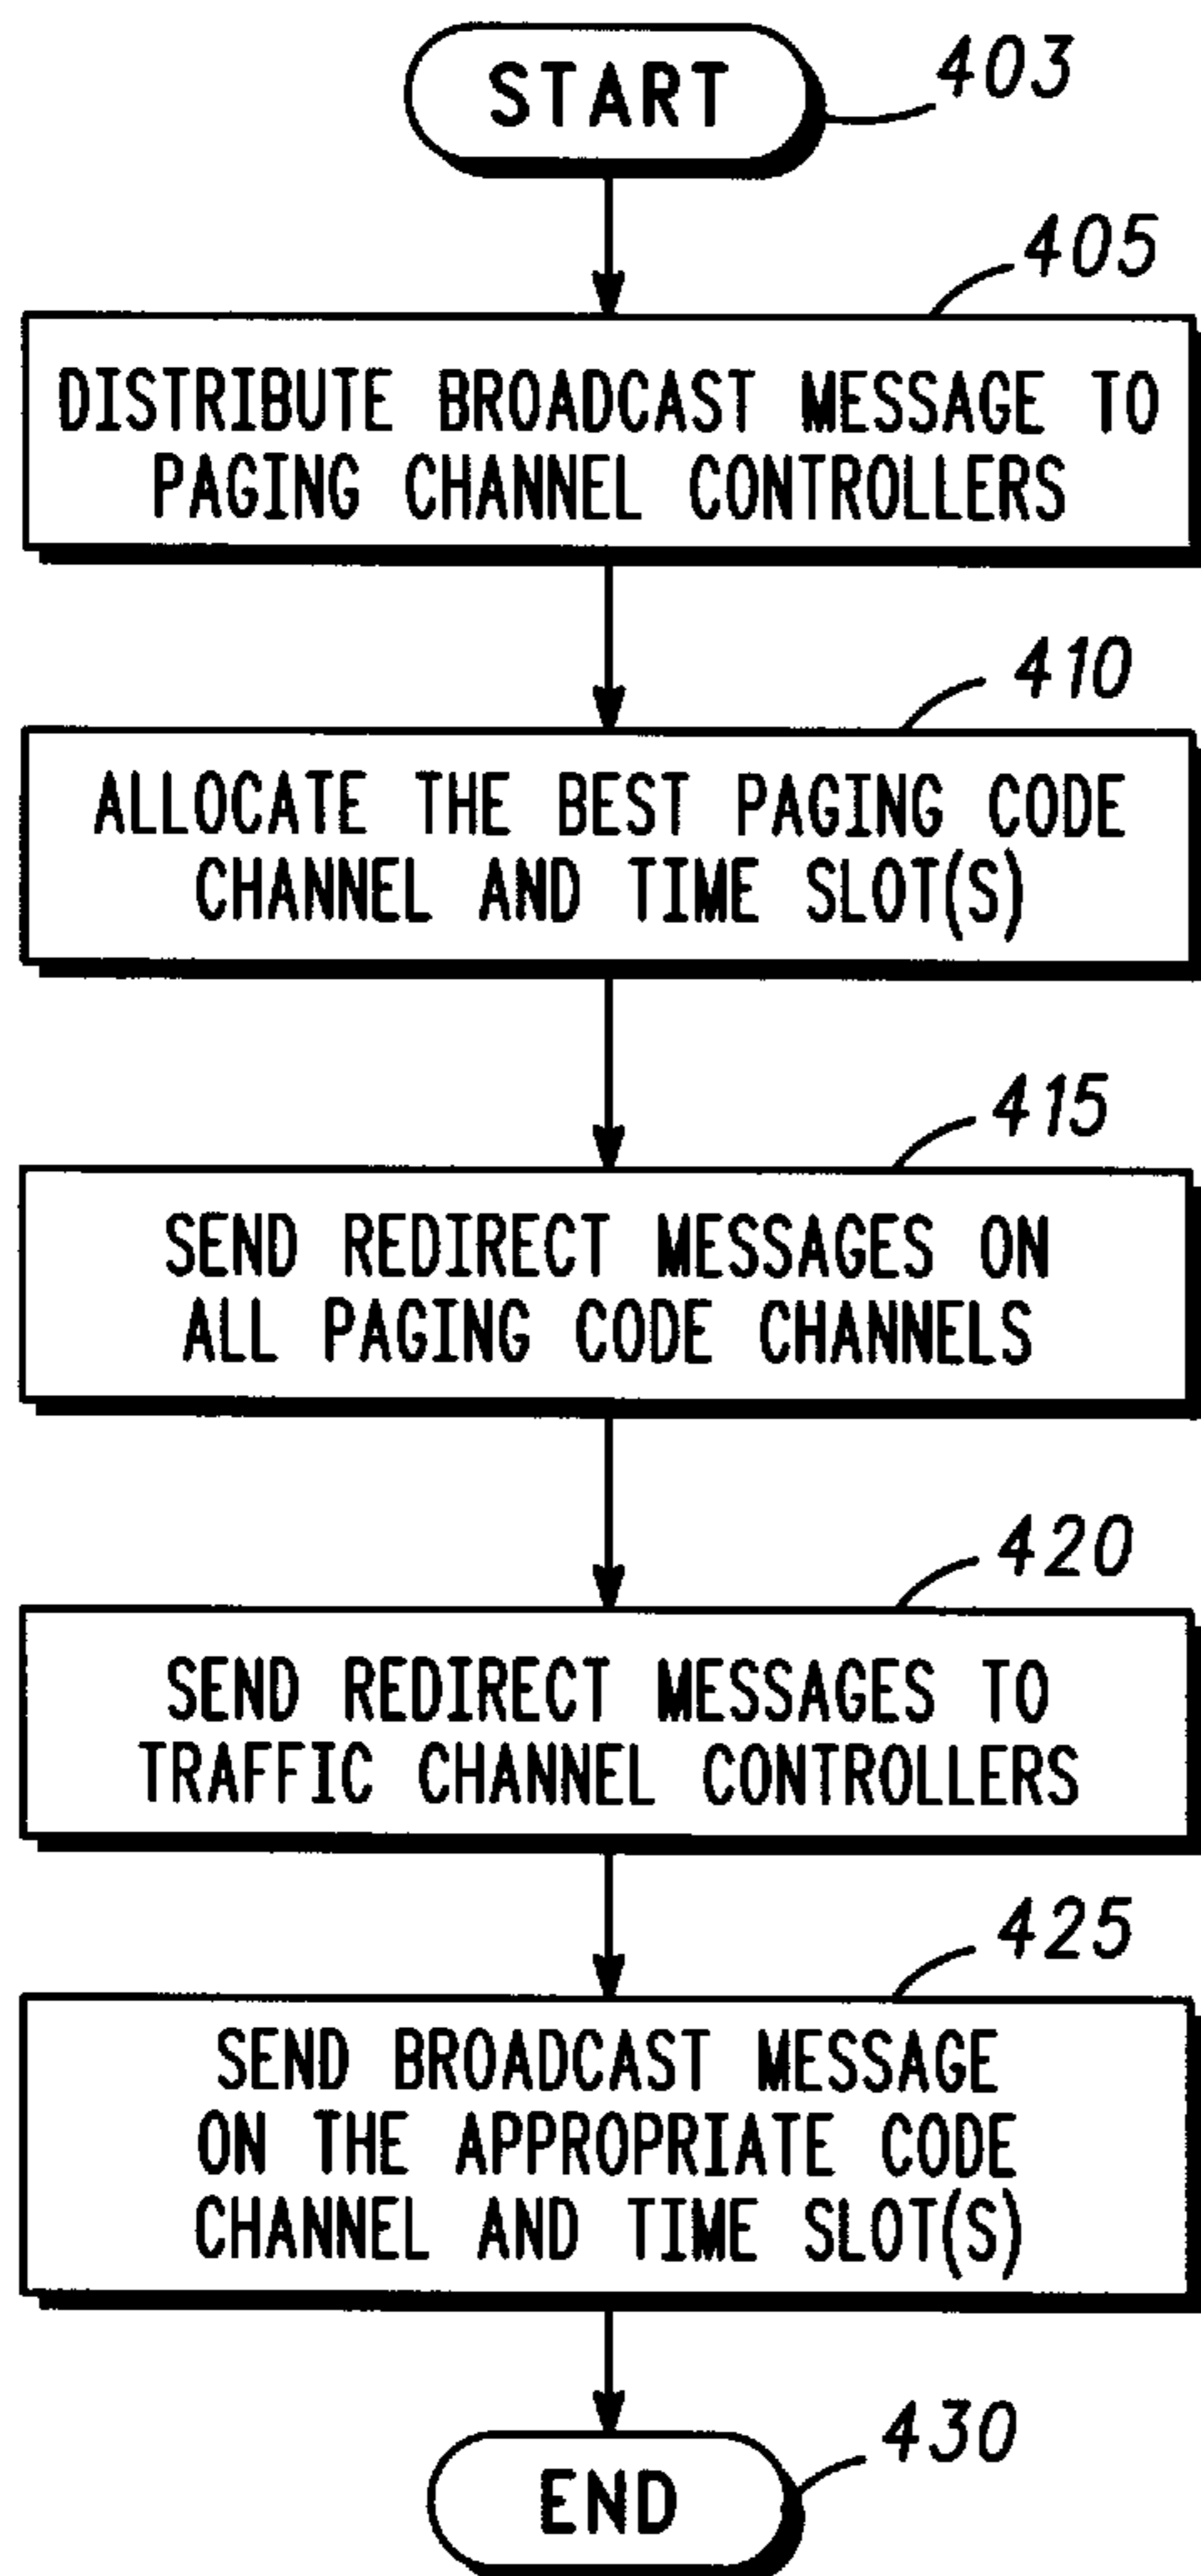 START
403
405
DISTRIBUTE BROADCAST MESSAGE TO
PAGING CHANNEL CONTROLLERS
410
ALLOCATE THE BEST PAGING CODE
CHANNEL AND TIME SLOT(S)
415
SEND REDIRECT MESSAGES ON
ALL PAGING CODE CHANNELS
420
SEND REDIRECT MESSAGES TO
TRAFFIC CHANNEL CONTROLLERS
425
SEND BROADCAST MESSAGE
ON THE APPROPRIATE CODE
CHANNEL AND TIME SLOT(S)
430
END